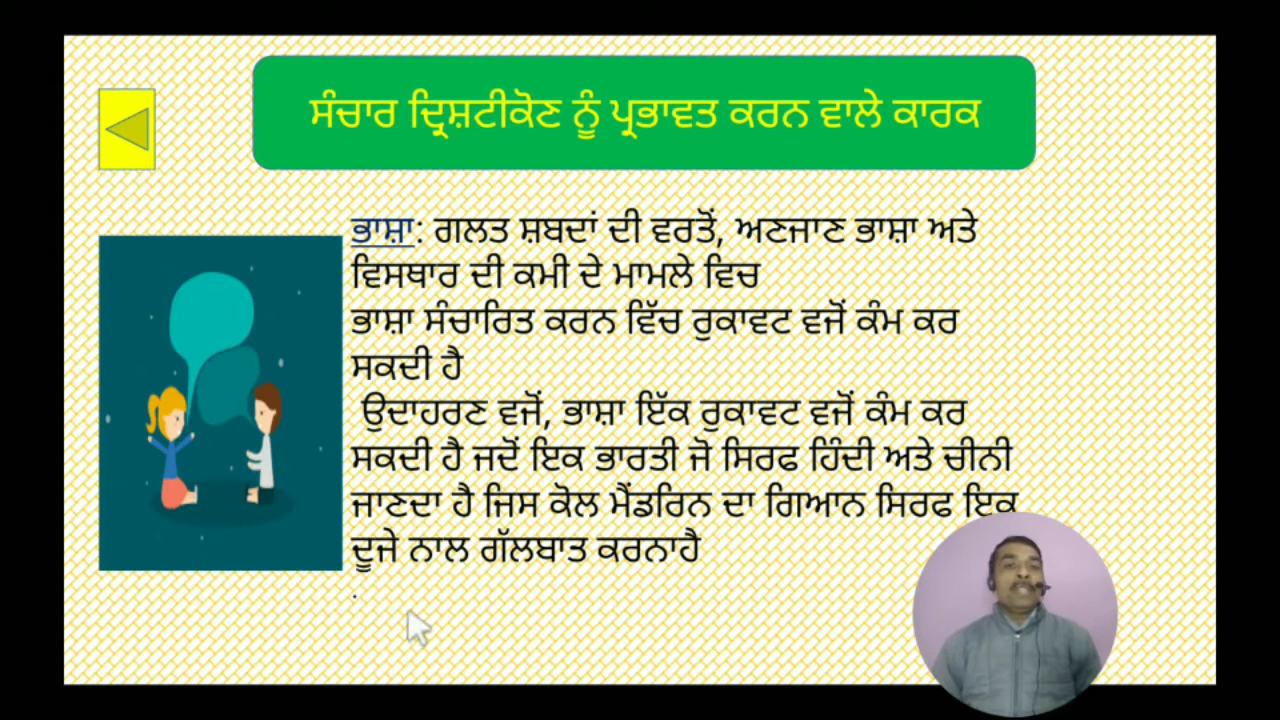 ਸੰਚਾਰ ਦ੍ਰਿਸ਼ਟੀਕੋਣ ਨੂੰ ਪ੍ਰਭਾਵਤ ਕਰਨ ਵਾਲੇ ਕਾਰਕ
ਭਾਸ਼ਾ: ਗਲਤ ਸ਼ਬਦਾਂ ਦੀ ਵਰਤੋਂ, ਅਣਜਾਣ ਭਾਸ਼ਾ ਅਤੇ
ਵਿਸਥਾਰ ਦੀ ਕਮੀ ਦੇ ਮਾਮਲੇ ਵਿਚ
ਭਾਸ਼ਾ ਸੰਚਾਰਿਤ ਕਰਨ ਵਿੱਚ ਰੁਕਾਵਟ ਵਜੋਂ ਕੰਮ ਕਰ
ਸਕਦੀ ਹੈ
ਉਦਾਹਰਣ ਵਜੋਂ, ਭਾਸ਼ਾ ਇੱਕ ਰੁਕਾਵਟ ਵਜੋਂ ਕੰਮ ਕਰ
ਸਕਦੀ ਹੈ ਜਦੋਂ ਇਕ ਭਾਰਤੀ ਜੋ ਸਿਰਫ ਹਿੰਦੀ ਅਤੇ ਚੀਨੀ
ਜਾਣਦਾ ਹੈ ਜਿਸ ਕੋਲ ਮੈਂਡਰਿਨ ਦਾ ਗਿਆਨ ਸਿਰਫ ਇਕ
ਦੂਜੇ ਨਾਲ ਗੱਲਬਾਤ ਕਰਨਾਹੈ
.